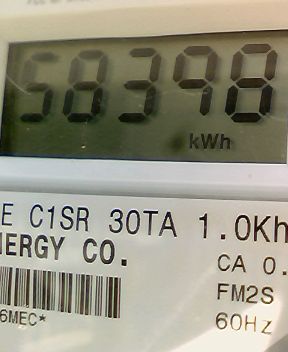 58398
kWh
E C1SR 30TA 1.0Kh
NERGY CO.
CA 0.
FM2S
6MEC*
60Hz